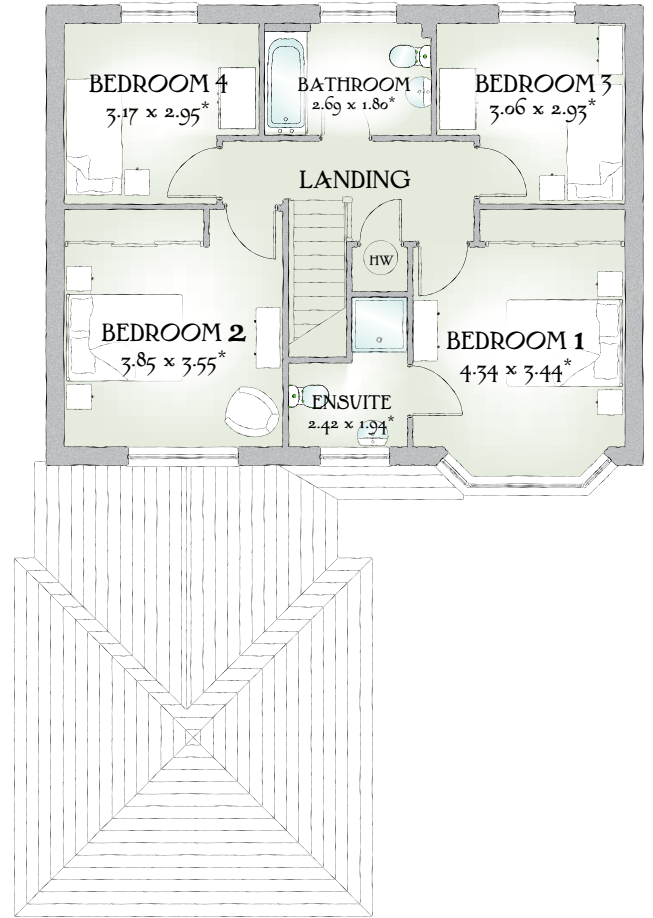 BEDROOM 4
3.17 x 2.95*
BATHROOM
2.69 x 1.80*
BEDROOM 3
3.06 x 2.93*
LANDING
HW
BEDROOM 2
3.85 x 3.55*
BEDROOM 1
4.34 x 3.44*
ENSUITE
2.42 x 1.94*